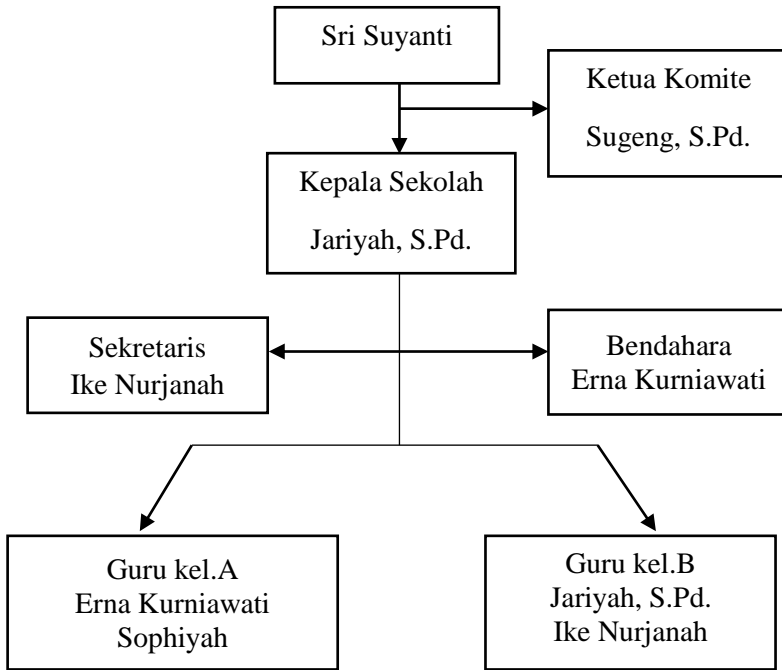 Sri Suyanti
Ketua Komite
Sugeng, S.Pd.
Kepala Sekolah
Jariyah, S.Pd.
Sekretaris
Ike Nurjanah
Bendahara
Erna Kurniawati
Guru kel.A
Erna Kurniawati
Sophiyah
Guru kel.B
Jariyah, S.Pd.
Ike Nurjanah